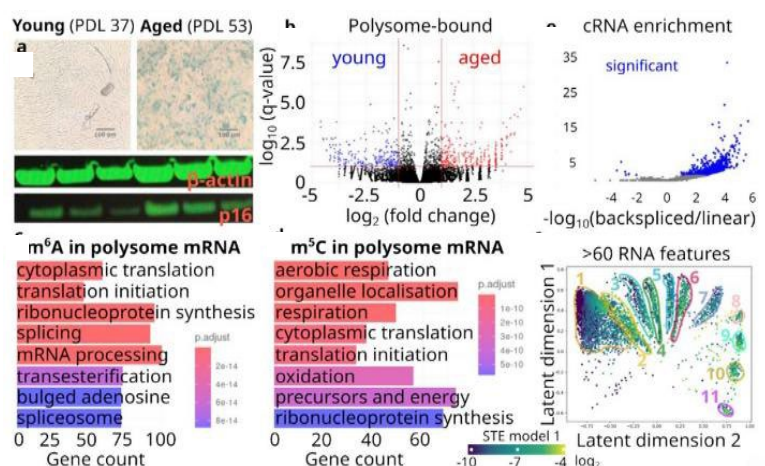 Young (PDL 37) Aged (PDL 53)
a
100 µm
100 µm
β-actin
p16
b
Polysome-bound
young aged
log10 (q-value)
7.5
5.0
2.5
0
-5 -2.5 0 2.5 5
log2 (fold change)
e
cRNA enrichment
significant
35
25
15
5
-4 -2 0 2 4 6
-log10(backspliced/linear)
c
m⁶A in polysome mRNA
cytoplasmic translation
translation initiation
ribonucleoprotein synthesis
splicing
mRNA processing
transesterification
bulged adenosine
spliceosome
p.adjust
2e-14
4e-14
6e-14
8e-14
0 25 50 75 100
Gene count
d
m⁵C in polysome mRNA
aerobic respiration
organelle localisation
respiration
cytoplasmic translation
translation initiation
oxidation
precursors and energy
ribonucleoprotein synthesis
p.adjust
1e-10
2e-10
3e-10
4e-10
5e-10
0 20 40 60
Gene count
>60 RNA features
1
2
3
4
5
6
7
8
9
10
11
Latent dimension 1
Latent dimension 2
STE model 1
-10 -7 -4
log2